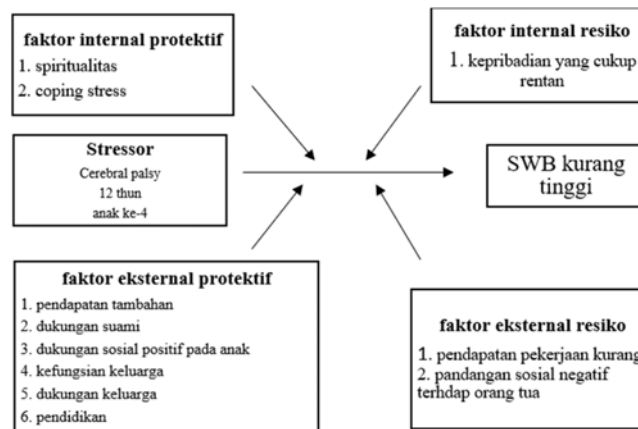 faktor internal protektif
1. spiritualitas
2. coping stress
faktor internal resiko
1. kepribadian yang cukup
rentan
Stressor
Cerebral palsy
12 thun
anak ke-4
SWB kurang
tinggi
faktor eksternal protektif
1. pendapatan tambahan
2. dukungan suami
3. dukungan sosial positif pada anak
4. kefungsian keluarga
5. dukungan keluarga
6. pendidikan
faktor eksternal resiko
1. pendapatan pekerjaan kurang
2. pandangan sosial negatif
terhdap orang tua